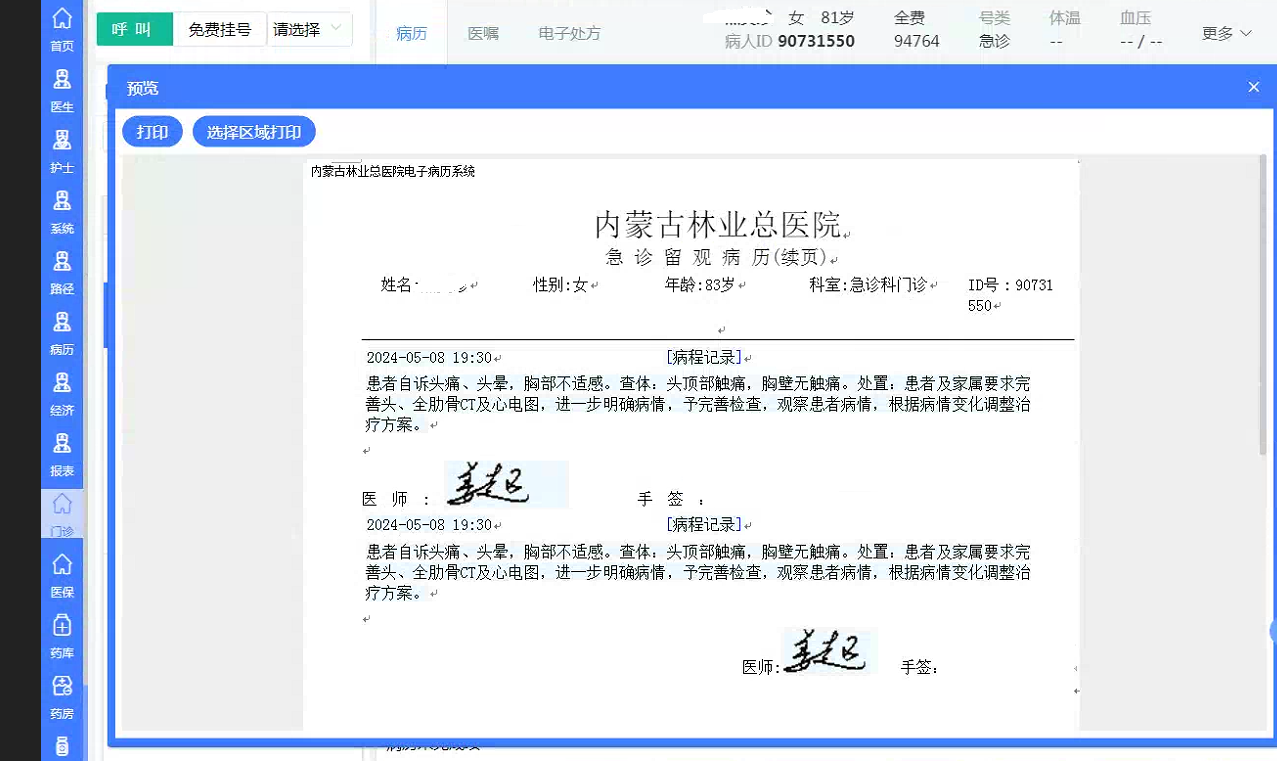 首页
医生
护士
系统
路径
病历
经济
报表
门诊
医保
药库
药房
呼 叫 免费挂号 请选择
病历 医嘱 电子处方
女 81岁 全费 号类 体温 血压
病人ID 90731550 94764 急诊 -- -- / -- 更多
预览
打印 选择区域打印
内蒙古林业总医院电子病历系统
内蒙古林业总医院
急 诊 留 观 病 历(续页)
姓名: 性别:女 年龄:83岁 科室:急诊科门诊 ID号：90731
550
2024-05-08 19:30 [病程记录]
患者自诉头痛、头晕，胸部不适感。查体：头顶部触痛，胸壁无触痛。处置：患者及家属要求完
善头、全肋骨CT及心电图，进一步明确病情，予完善检查，观察患者病情，根据病情变化调整治
疗方案。
医 师 ： 姜起 手 签 ：
2024-05-08 19:30 [病程记录]
患者自诉头痛、头晕，胸部不适感。查体：头顶部触痛，胸壁无触痛。处置：患者及家属要求完
善头、全肋骨CT及心电图，进一步明确病情，予完善检查，观察患者病情，根据病情变化调整治
疗方案。
医师: 姜起 手签: